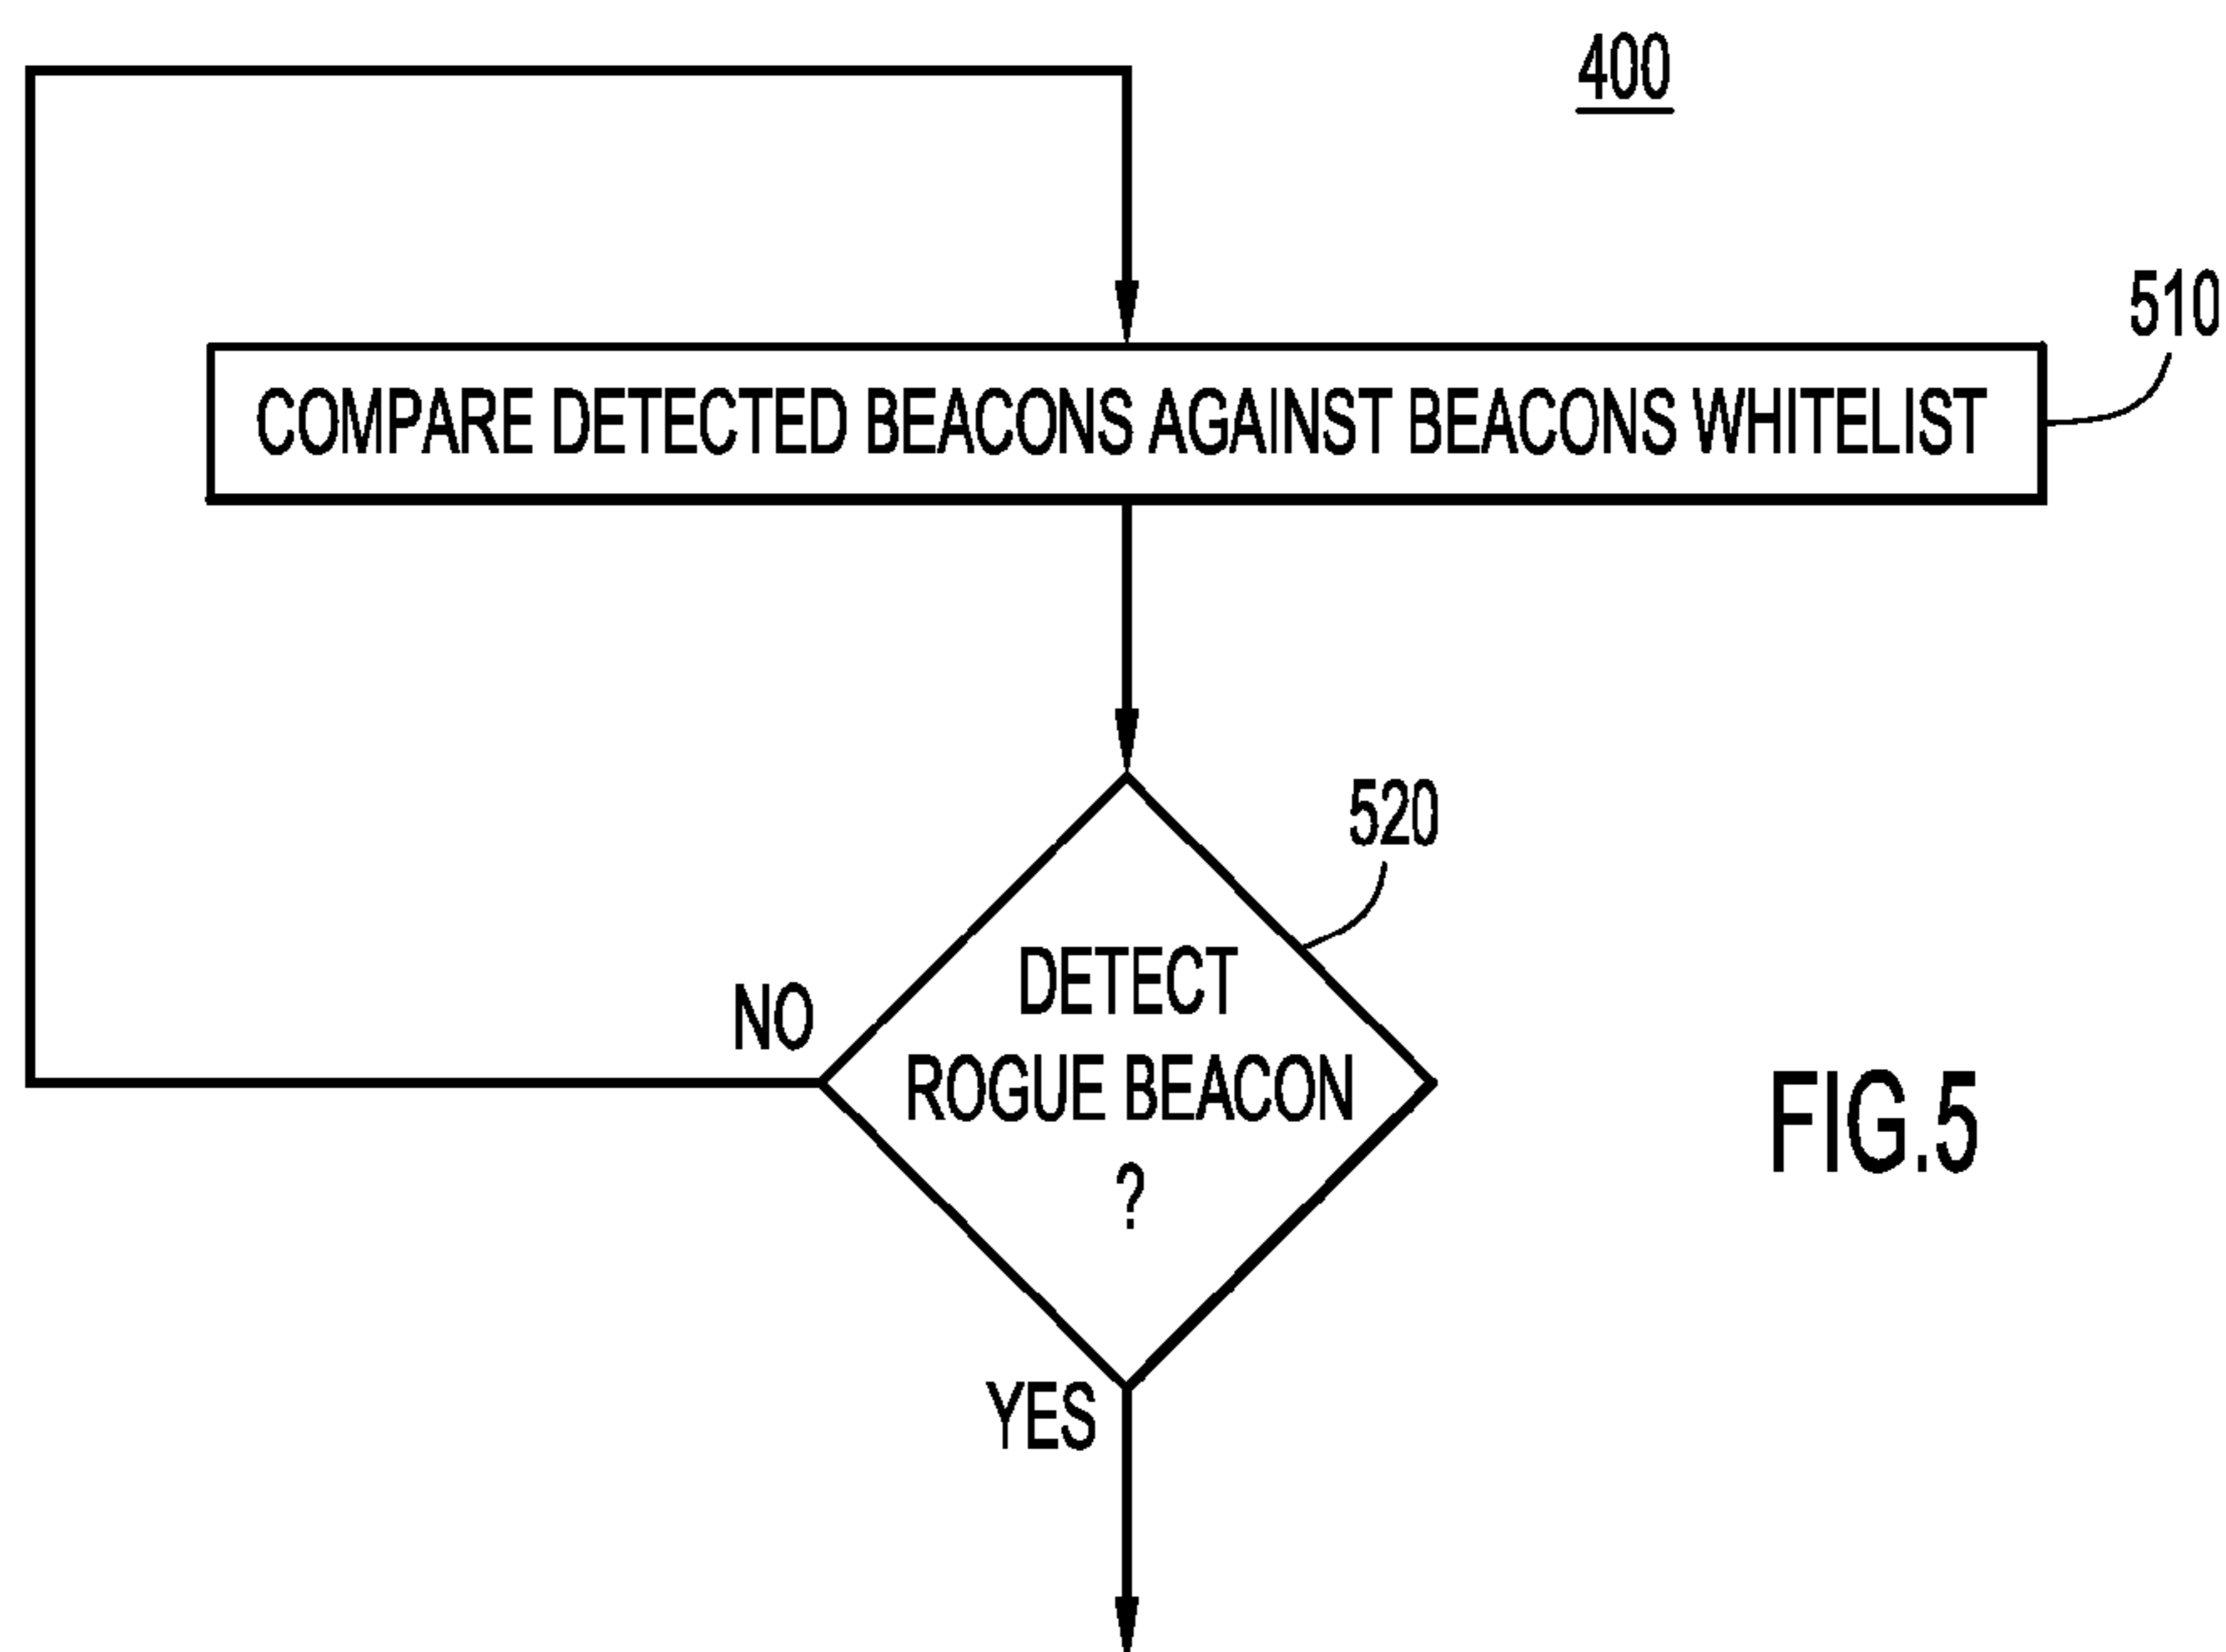 400
510
COMPARE DETECTED BEACONS AGAINST BEACONS WHITELIST
520
DETECT
ROGUE BEACON
?
NO
YES
FIG.5